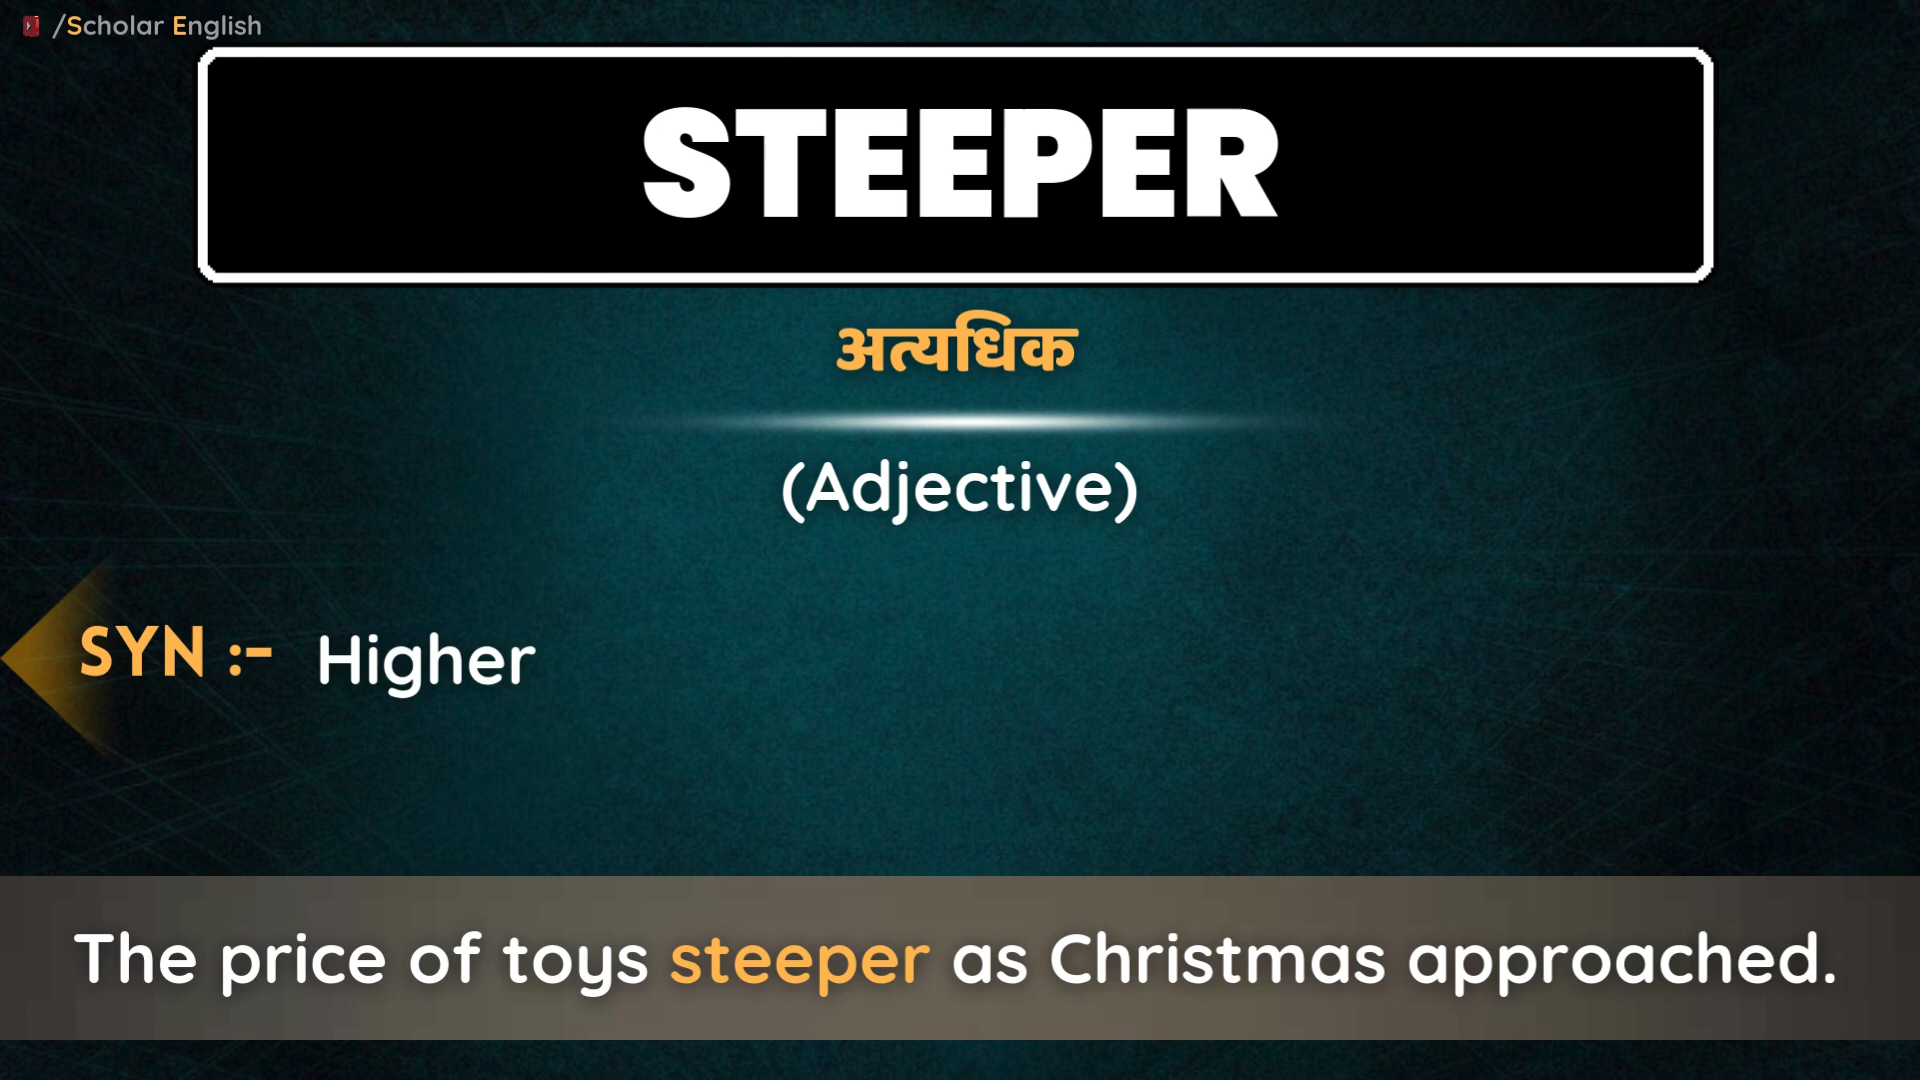 /Scholar English
STEEPER
अत्यधिक
(Adjective)
SYN :- Higher
The price of toys steeper as Christmas approached.